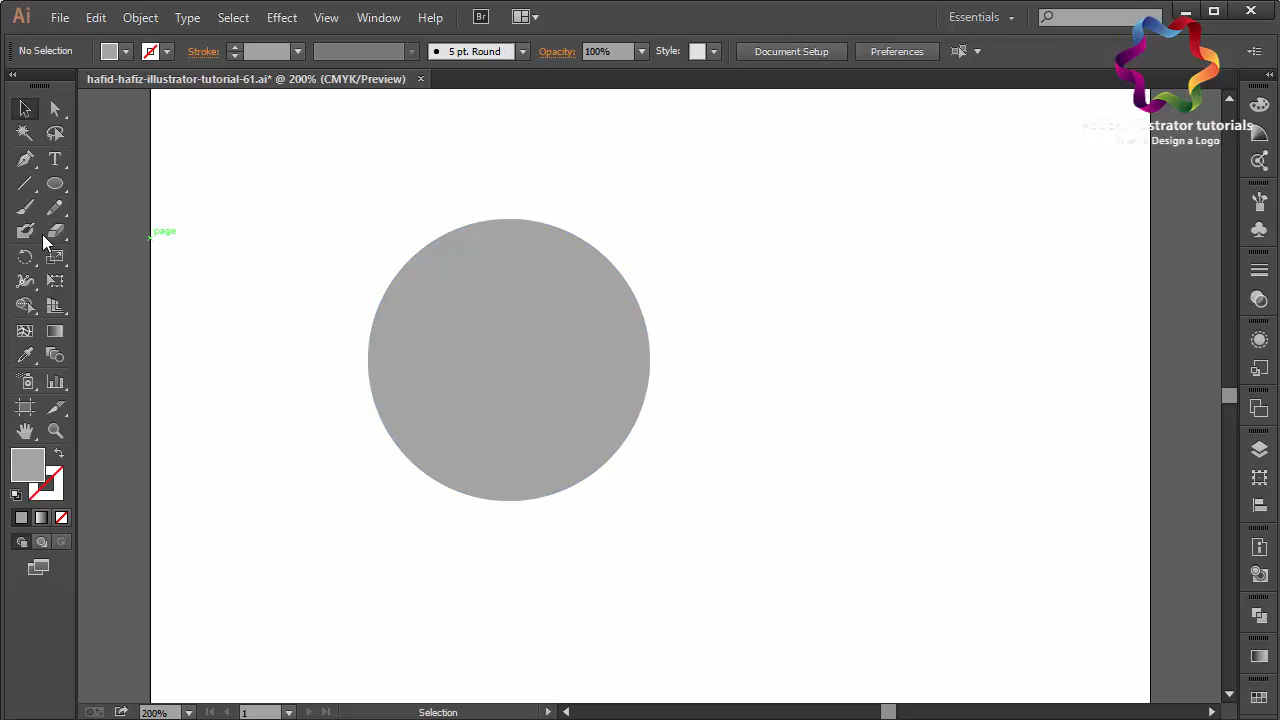 Ai File Edit Object Type Select Effect View Window Help Br Essentials
No Selection Stroke: 5 pt. Round Opacity: 100% Style: Document Setup Preferences
hafid-hafiz-illustrator-tutorial-61.ai* @ 200% (CMYK/Preview)
tutorials
Design a Logo
T
page
200% 1 Selection